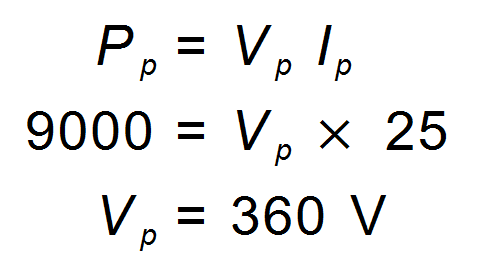 Pₚ = Vₚ Iₚ
9000 = Vₚ × 25
Vₚ = 360 V